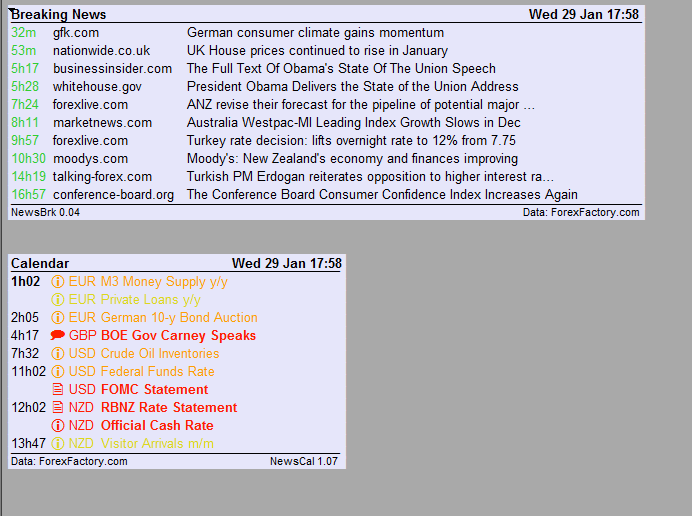 Breaking News Wed 29 Jan 17:58
32m gfk.com German consumer climate gains momentum
53m nationwide.co.uk UK House prices continued to rise in January
5h17 businessinsider.com The Full Text Of Obama's State Of The Union Speech
5h28 whitehouse.gov President Obama Delivers the State of the Union Address
7h24 forexlive.com ANZ revise their forecast for the pipeline of potential major ...
8h11 marketnews.com Australia Westpac-MI Leading Index Growth Slows in Dec
9h57 forexlive.com Turkey rate decision: lifts overnight rate to 12% from 7.75
10h30 moodys.com Moody's: New Zealand's economy and finances improving
14h19 talking-forex.com Turkish PM Erdogan reiterates opposition to higher interest ra...
16h57 conference-board.org The Conference Board Consumer Confidence Index Increases Again
NewsBrk 0.04 Data: ForexFactory.com
Calendar Wed 29 Jan 17:58
1h02 EUR M3 Money Supply y/y
EUR Private Loans y/y
2h05 EUR German 10-y Bond Auction
4h17 GBP BOE Gov Carney Speaks
7h32 USD Crude Oil Inventories
11h02 USD Federal Funds Rate
USD FOMC Statement
12h02 NZD RBNZ Rate Statement
NZD Official Cash Rate
13h47 NZD Visitor Arrivals m/m
Data: ForexFactory.com NewsCal 1.07